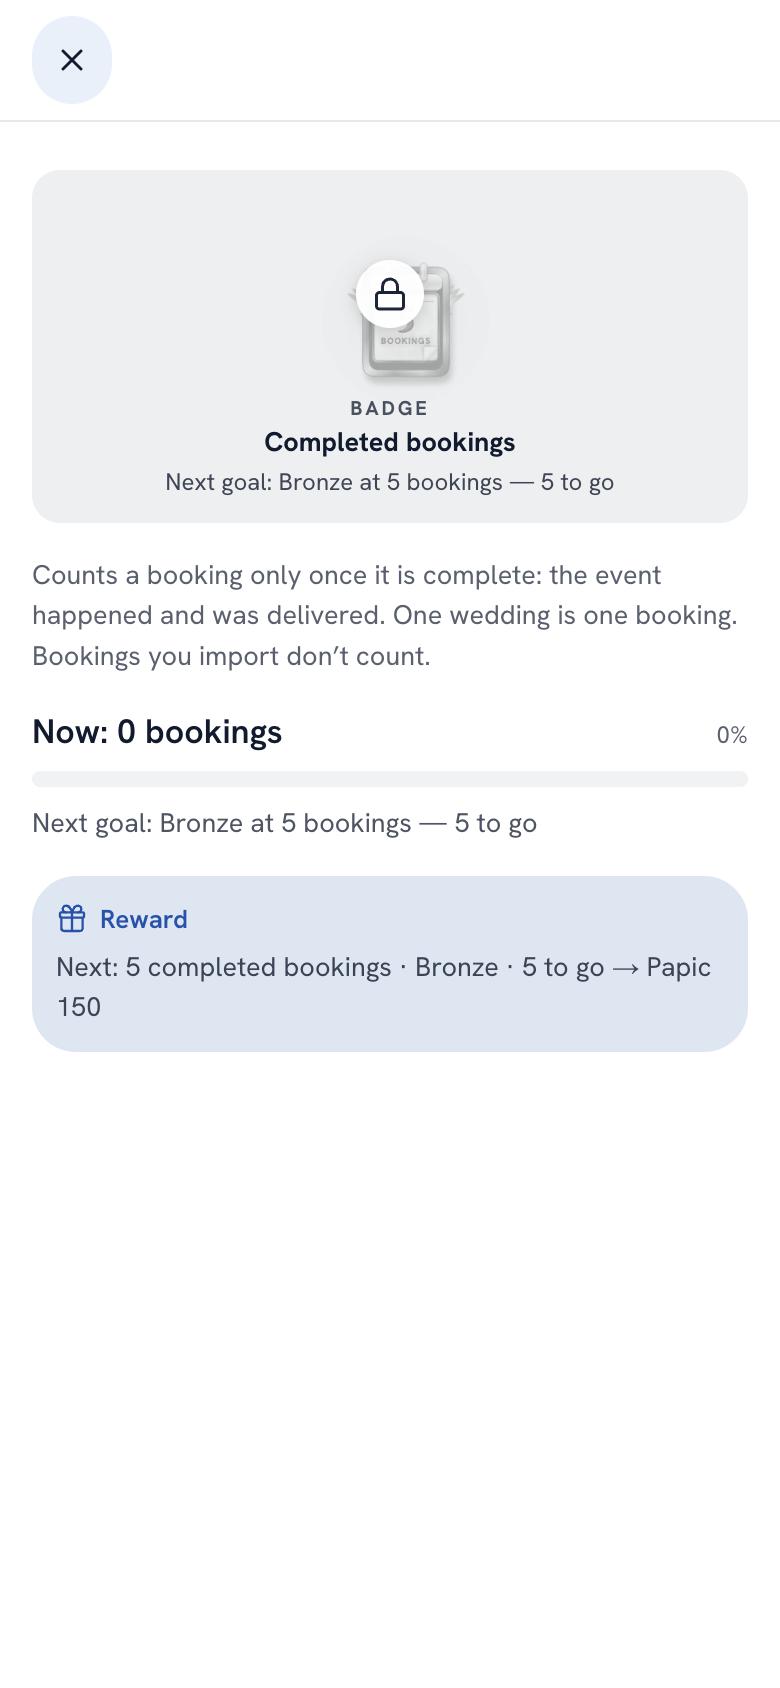 BOOKINGS
BADGE
Completed bookings
Next goal: Bronze at 5 bookings — 5 to go
Counts a booking only once it is complete: the event
happened and was delivered. One wedding is one booking.
Bookings you import don’t count.
Now: 0 bookings
0%
Next goal: Bronze at 5 bookings — 5 to go
Reward
Next: 5 completed bookings · Bronze · 5 to go → Papic
150